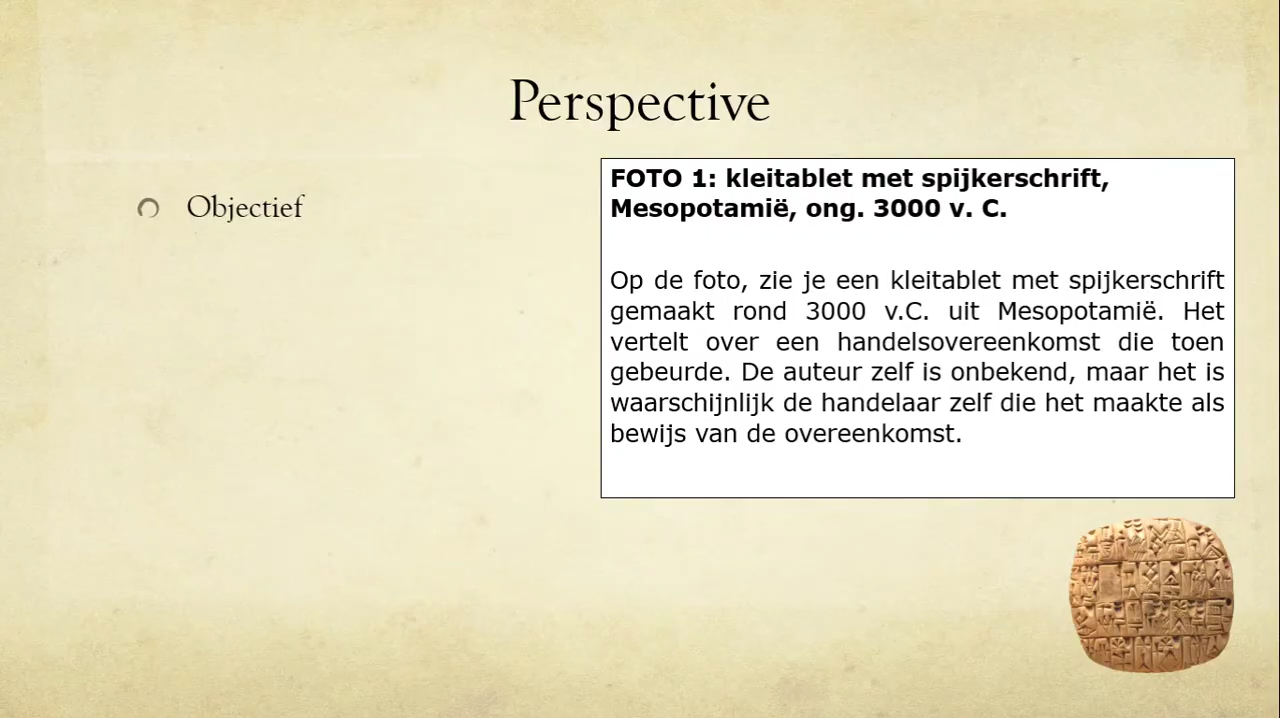 Perspective
Objectief
FOTO 1: kleitablet met spijkerschrift,
Mesopotamië, ong. 3000 v. C.
Op de foto, zie je een kleitablet met spijkerschrift
gemaakt rond 3000 v.C. uit Mesopotamië. Het
vertelt over een handelsovereenkomst die toen
gebeurde. De auteur zelf is onbekend, maar het is
waarschijnlijk de handelaar zelf die het maakte als
bewijs van de overeenkomst.